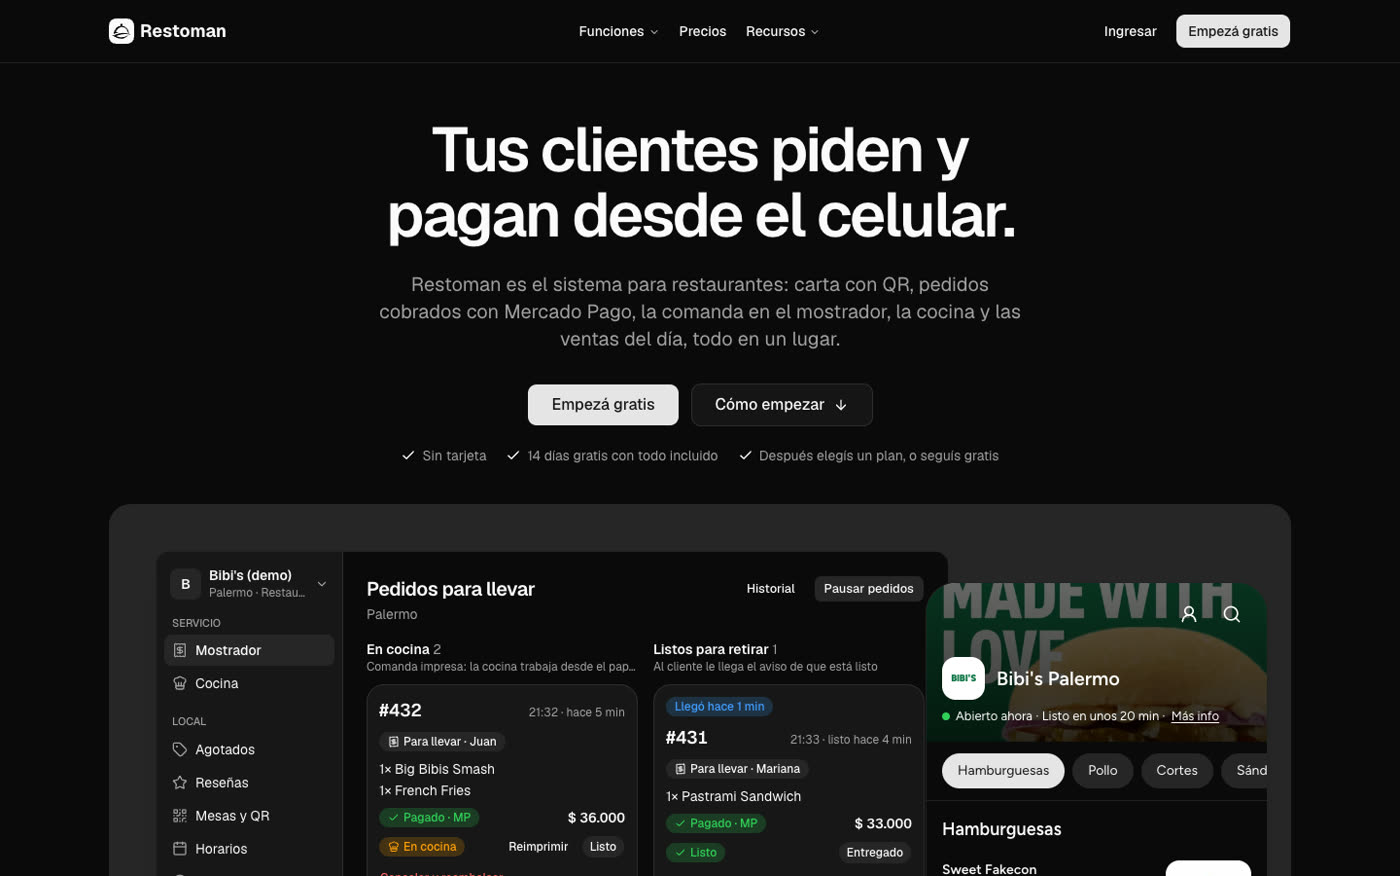 Restoman
Funciones
Precios
Recursos
Ingresar
Empezá gratis
Tus clientes piden y
pagan desde el celular.
Restoman es el sistema para restaurantes: carta con QR, pedidos
cobrados con Mercado Pago, la comanda en el mostrador, la cocina y las
ventas del día, todo en un lugar.
Empezá gratis
Cómo empezar
Sin tarjeta
14 días gratis con todo incluido
Después elegís un plan, o seguís gratis
B
Bibi's (demo)
Palermo · Restau…
SERVICIO
Mostrador
Cocina
LOCAL
Agotados
Reseñas
Mesas y QR
Horarios
Pedidos para llevar
Palermo
Historial
Pausar pedidos
En cocina 2
Comanda impresa: la cocina trabaja desde el pap…
#432
21:32 · hace 5 min
Para llevar · Juan
1× Big Bibis Smash
1× French Fries
Pagado · MP
$ 36.000
En cocina
Reimprimir
Listo
Listos para retirar 1
Al cliente le llega el aviso de que está listo
Llegó hace 1 min
#431
21:33 · listo hace 4 min
Para llevar · Mariana
1× Pastrami Sandwich
Pagado · MP
$ 33.000
Listo
Entregado
MADE WITH
LOVE
BIBI'S
Bibi's Palermo
Abierto ahora · Listo en unos 20 min · Más info
Hamburguesas
Pollo
Cortes
Sánd
Hamburguesas
Sweet Fakecon